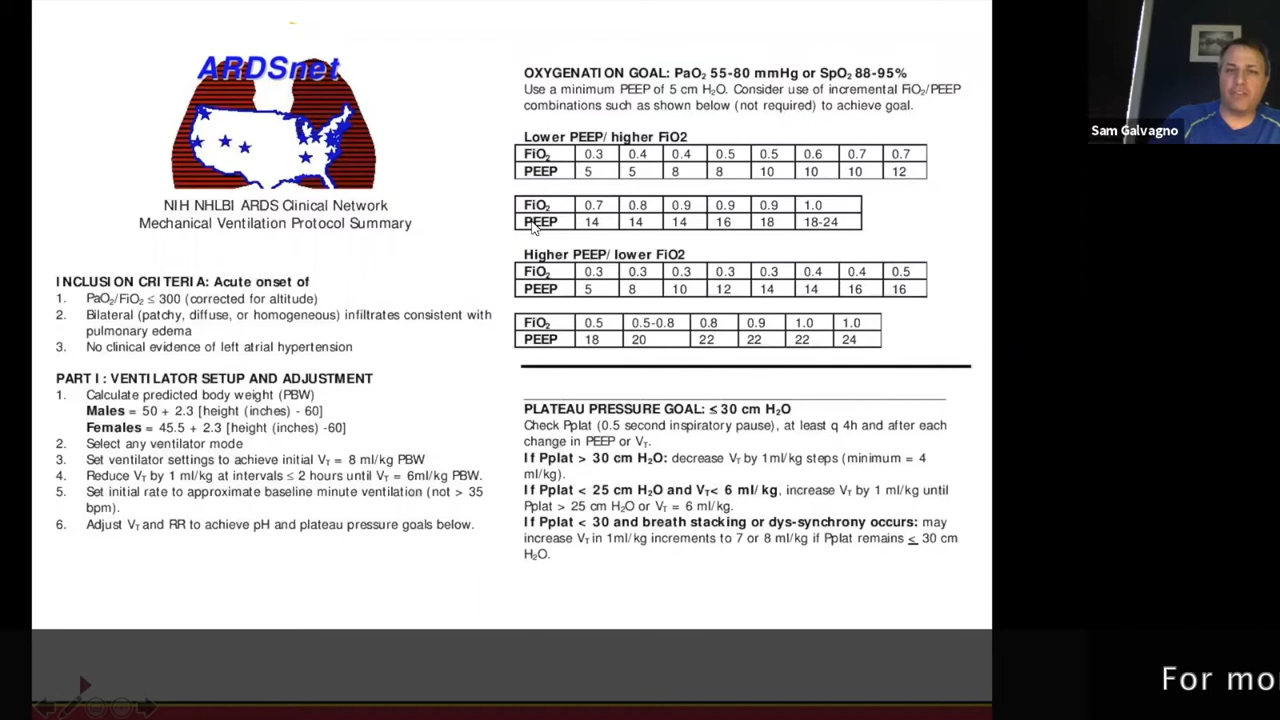 ARDSnet
NIH NHLBI ARDS Clinical Network
Mechanical Ventilation Protocol Summary
INCLUSION CRITERIA: Acute onset of
1. PaO₂/FiO₂ ≤ 300 (corrected for altitude)
2. Bilateral (patchy, diffuse, or homogeneous) infiltrates consistent with
pulmonary edema
3. No clinical evidence of left atrial hypertension
PART I: VENTILATOR SETUP AND ADJUSTMENT
1. Calculate predicted body weight (PBW)
Males = 50 + 2.3 [height (inches) - 60]
Females = 45.5 + 2.3 [height (inches) -60]
2. Select any ventilator mode
3. Set ventilator settings to achieve initial V_T = 8 ml/kg PBW
4. Reduce V_T by 1 ml/kg at intervals ≤ 2 hours until V_T = 6ml/kg PBW.
5. Set initial rate to approximate baseline minute ventilation (not > 35
bpm).
6. Adjust V_T and RR to achieve pH and plateau pressure goals below.
OXYGENATION GOAL: PaO₂ 55-80 mmHg or SpO₂ 88-95%
Use a minimum PEEP of 5 cm H₂O. Consider use of incremental FiO₂/PEEP
combinations such as shown below (not required) to achieve goal.
Lower PEEP/higher FiO2
FiO₂ 0.3 0.4 0.4 0.5 0.5 0.6 0.7 0.7
PEEP 5 5 8 8 10 10 10 12
FiO₂ 0.7 0.8 0.9 0.9 0.9 1.0
PEEP 14 14 14 16 18 18-24
Higher PEEP/lower FiO2
FiO₂ 0.3 0.3 0.3 0.3 0.3 0.4 0.4 0.5
PEEP 5 8 10 12 14 14 16 16
FiO₂ 0.5 0.5-0.8 0.8 0.9 1.0 1.0
PEEP 18 20 22 22 22 24
PLATEAU PRESSURE GOAL: ≤ 30 cm H₂O
Check Pplat (0.5 second inspiratory pause), at least q 4h and after each
change in PEEP or V_T.
If Pplat > 30 cm H₂O: decrease V_T by 1ml/kg steps (minimum = 4
ml/kg).
If Pplat < 25 cm H₂O and V_T< 6 ml/kg, increase V_T by 1 ml/kg until
Pplat > 25 cm H₂O or V_T = 6 ml/kg.
If Pplat < 30 and breath stacking or dys-synchrony occurs: may
increase V_T in 1ml/kg increments to 7 or 8 ml/kg if Pplat remains ≤ 30 cm
H₂O.
Sam Galvagno
For mo